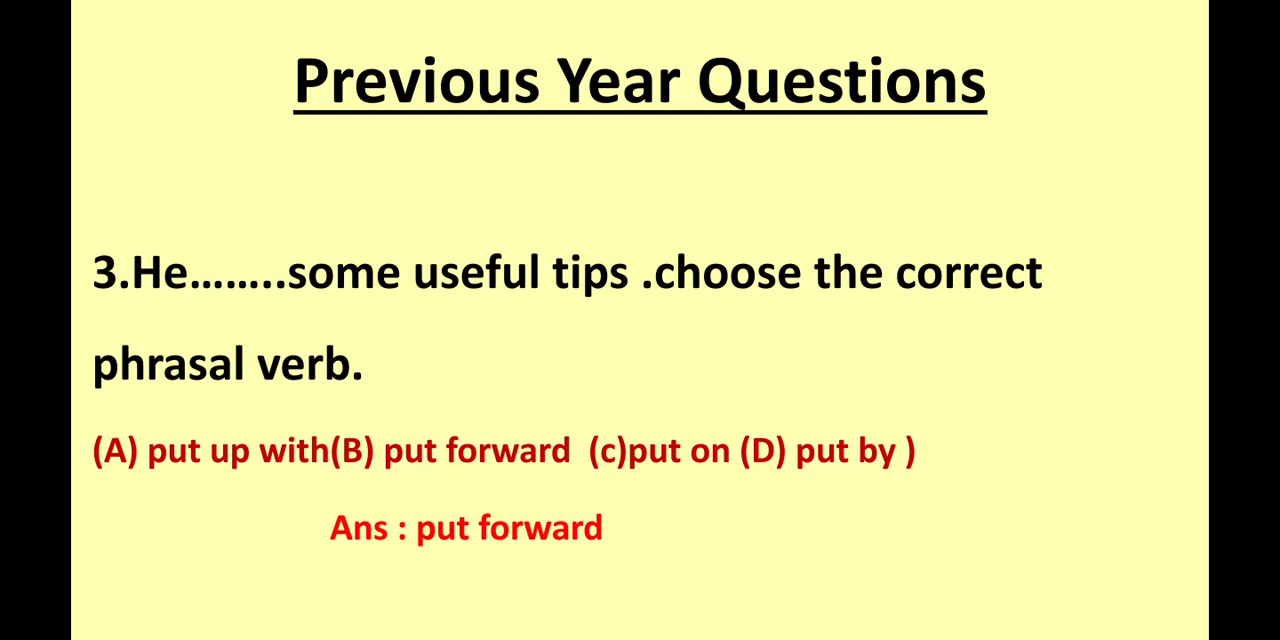 Previous Year Questions
3.He……..some useful tips .choose the correct
phrasal verb.
(A) put up with(B) put forward  (c)put on (D) put by )
Ans : put forward